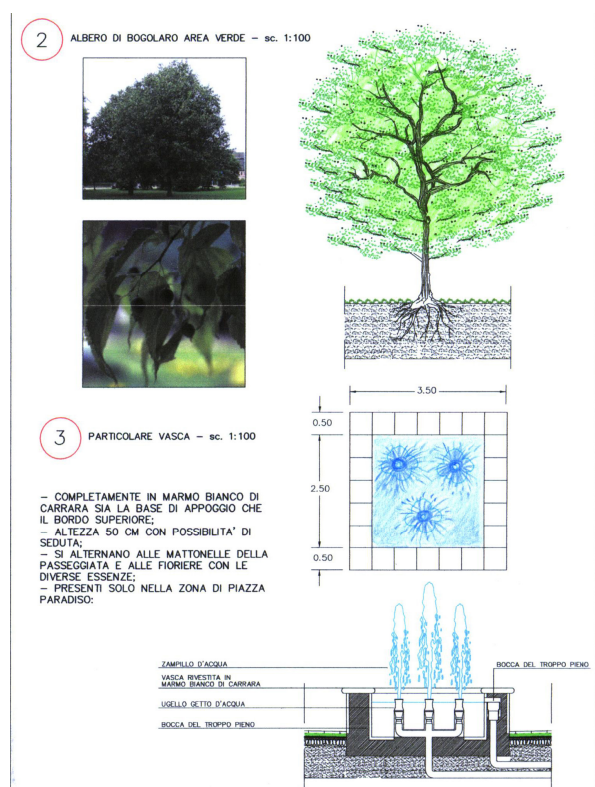 2
ALBERO DI BOGOLARO AREA VERDE – sc. 1:100
3.50
0.50
2.50
0.50
3
PARTICOLARE VASCA – sc. 1:100
– COMPLETAMENTE IN MARMO BIANCO DI
CARRARA SIA LA BASE DI APPOGGIO CHE
IL BORDO SUPERIORE;
– ALTEZZA 50 CM CON POSSIBILITA' DI
SEDUTA;
– SI ALTERNANO ALLE MATTONELLE DELLA
PASSEGGIATA E ALLE FIORIERE CON LE
DIVERSE ESSENZE;
– PRESENTI SOLO NELLA ZONA DI PIAZZA
PARADISO:
ZAMPILLO D'ACQUA
VASCA RIVESTITA IN
MARMO BIANCO DI CARRARA
UGELLO GETTO D'ACQUA
BOCCA DEL TROPPO PIENO
BOCCA DEL TROPPO PIENO